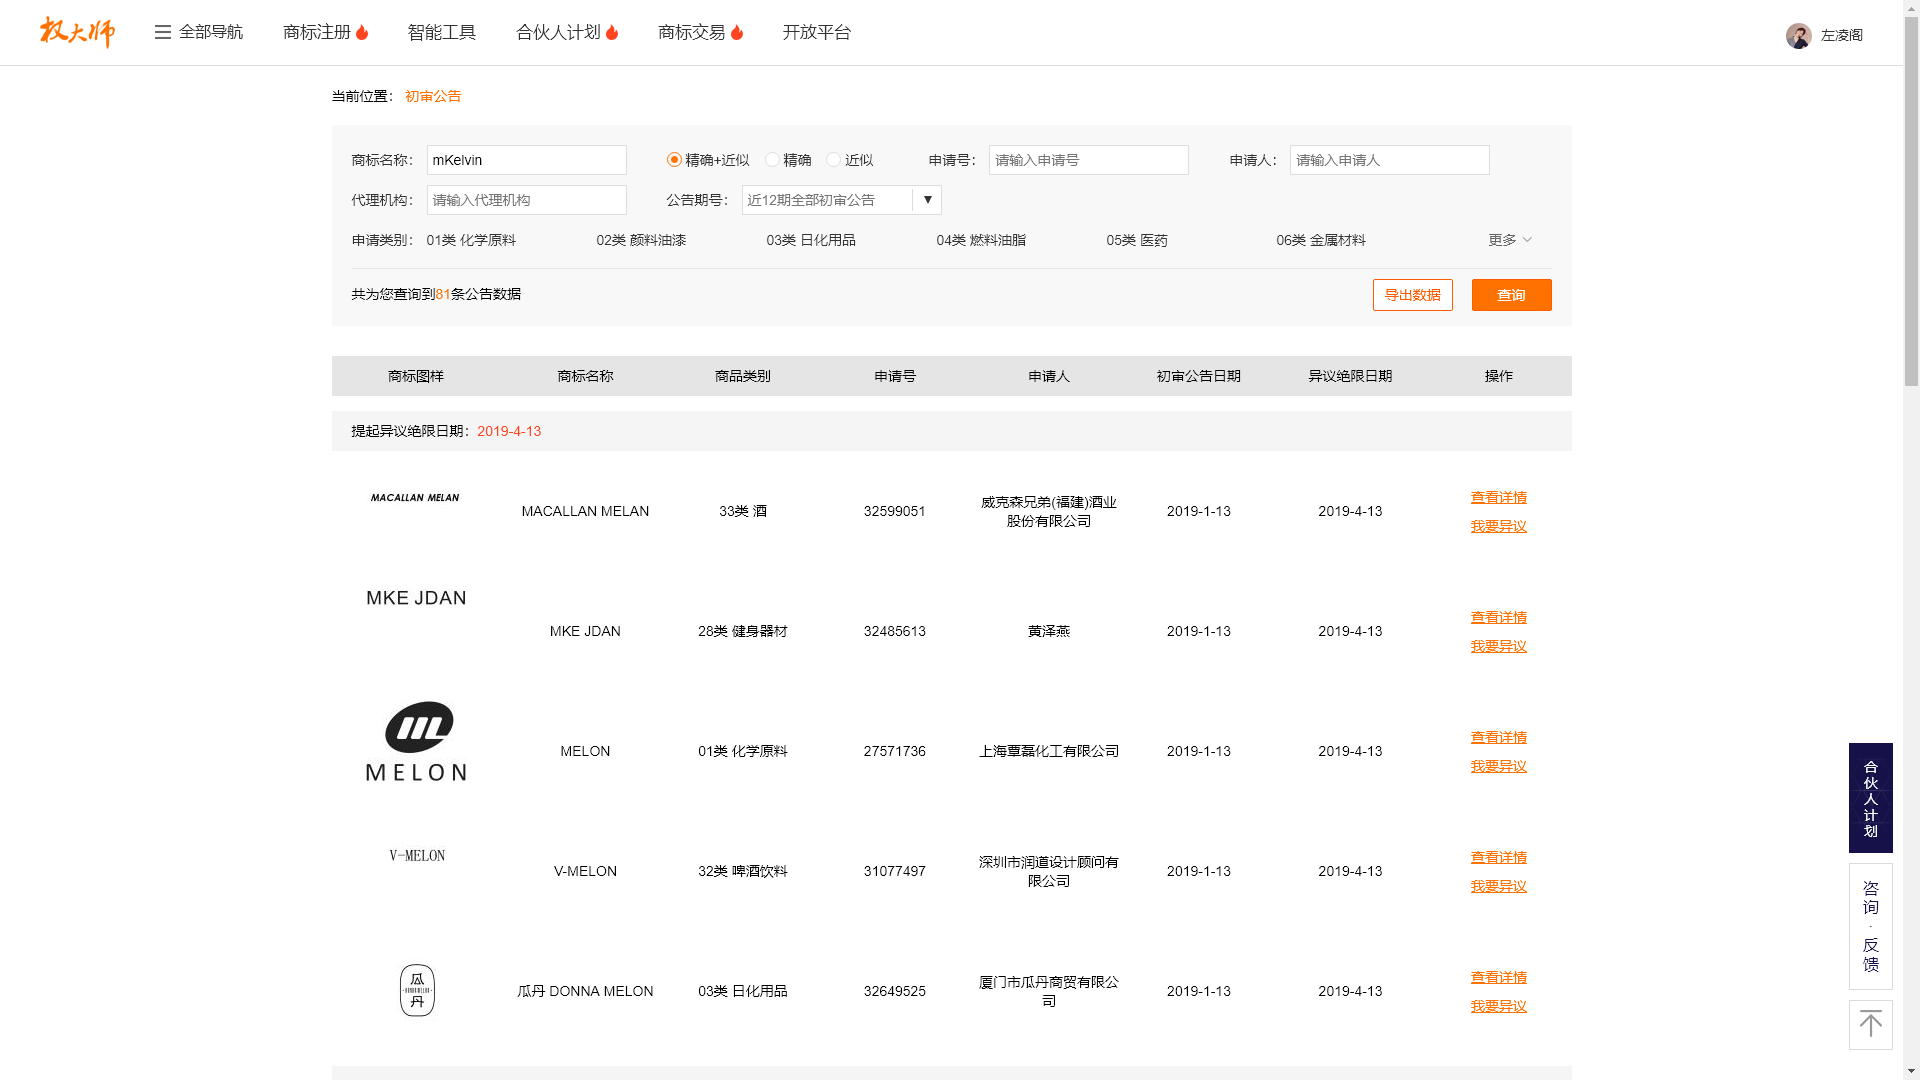 权大师 全部导航 商标注册 智能工具 合伙人计划 商标交易 开放平台 左凌阁
当前位置： 初审公告
商标名称： mKelvin 精确+近似 精确 近似 申请号： 请输入申请号 申请人： 请输入申请人
代理机构： 请输入代理机构 公告期号： 近12期全部初审公告 ▼
申请类别： 01类 化学原料 02类 颜料油漆 03类 日化用品 04类 燃料油脂 05类 医药 06类 金属材料 更多
共为您查询到81条公告数据 导出数据 查询
商标图样 商标名称 商品类别 申请号 申请人 初审公告日期 异议绝限日期 操作
提起异议绝限日期：2019-4-13
MACALLAN MELAN MACALLAN MELAN 33类 酒 32599051 威克森兄弟(福建)酒业股份有限公司 2019-1-13 2019-4-13 查看详情
我要异议
MKE JDAN MKE JDAN 28类 健身器材 32485613 黄泽燕 2019-1-13 2019-4-13 查看详情
我要异议
MELON MELON 01类 化学原料 27571736 上海覃磊化工有限公司 2019-1-13 2019-4-13 查看详情
我要异议
V-MELON V-MELON 32类 啤酒饮料 31077497 深圳市润道设计顾问有限公司 2019-1-13 2019-4-13 查看详情
我要异议
瓜丹 瓜丹 DONNA MELON 03类 日化用品 32649525 厦门市瓜丹商贸有限公司 2019-1-13 2019-4-13 查看详情
我要异议
合伙人计划
咨询·反馈